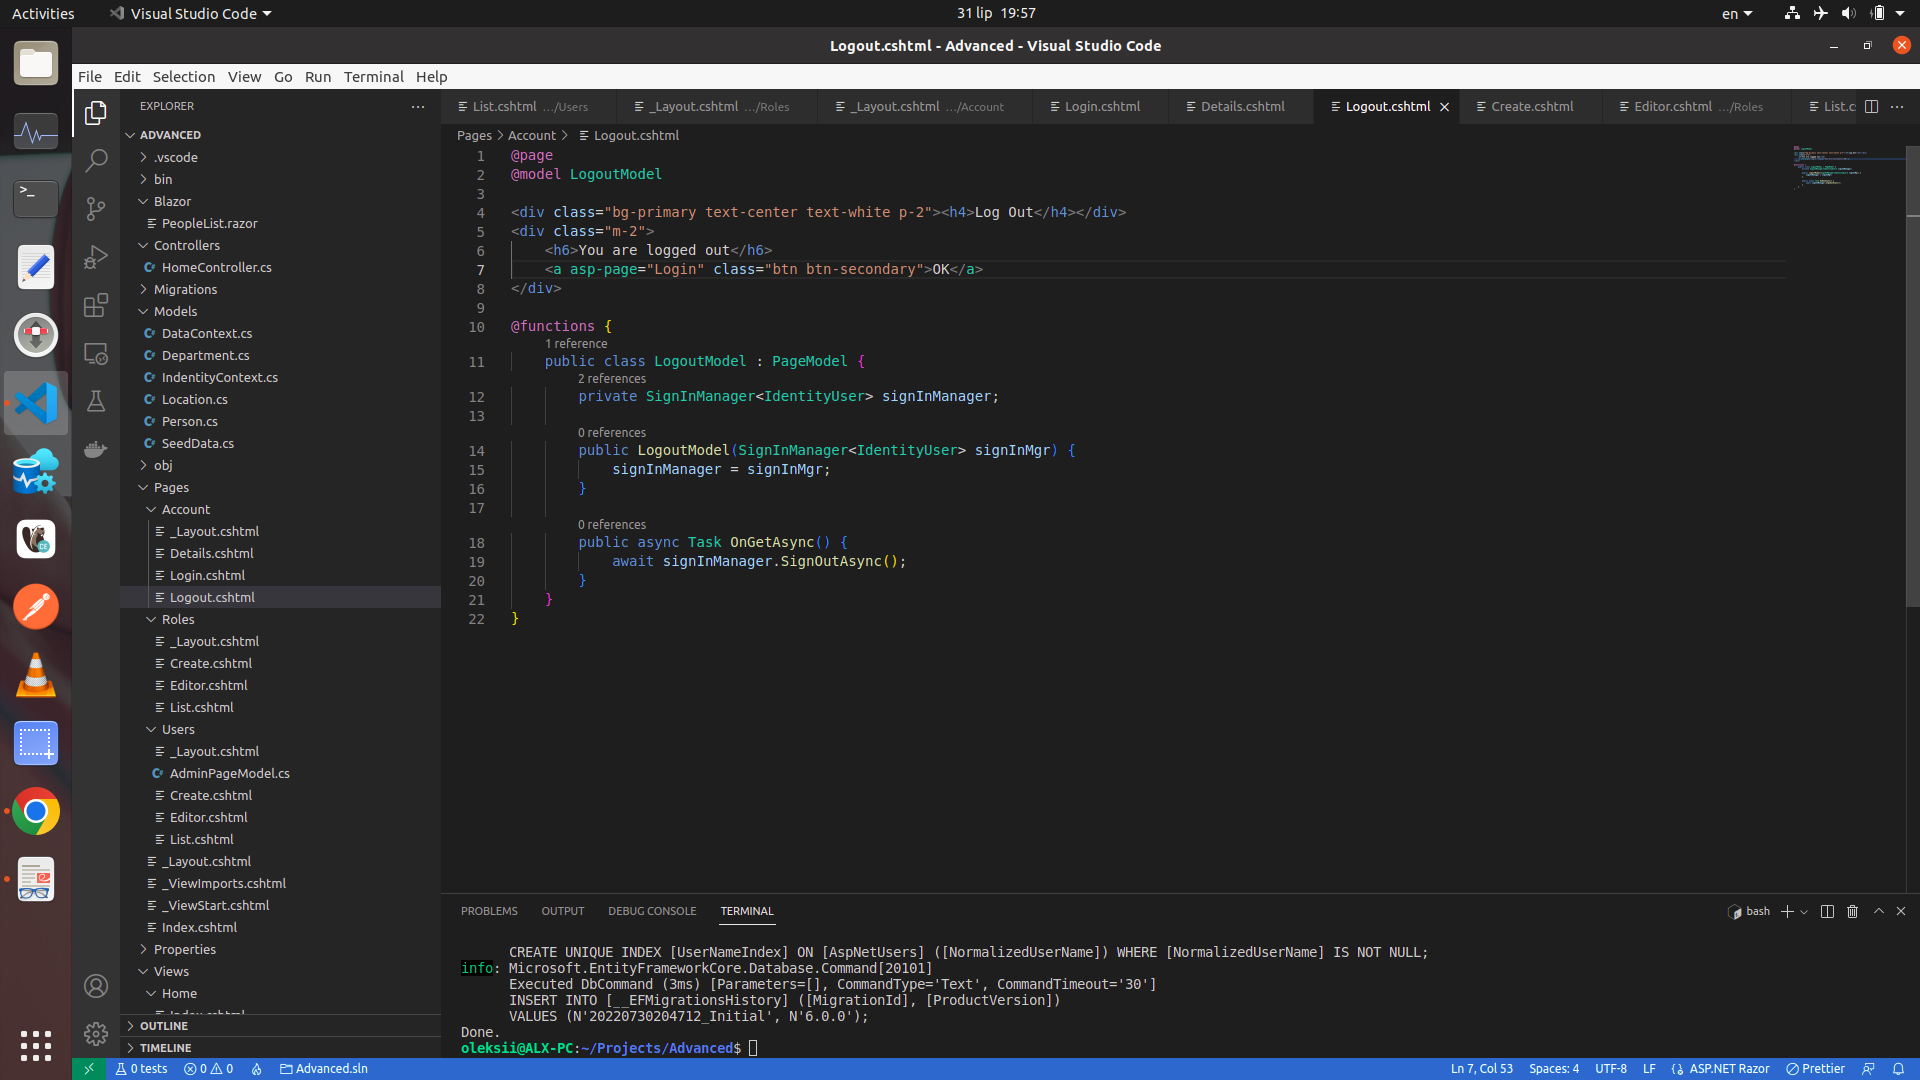 Activities
Visual Studio Code
31 lip 19:57
en
Logout.cshtml - Advanced - Visual Studio Code
File Edit Selection View Go Run Terminal Help
EXPLORER
ADVANCED
.vscode
bin
Blazor
PeopleList.razor
Controllers
HomeController.cs
Migrations
Models
DataContext.cs
Department.cs
IndentityContext.cs
Location.cs
Person.cs
SeedData.cs
obj
Pages
Account
_Layout.cshtml
Details.cshtml
Login.cshtml
Logout.cshtml
Roles
_Layout.cshtml
Create.cshtml
Editor.cshtml
List.cshtml
Users
_Layout.cshtml
AdminPageModel.cs
Create.cshtml
Editor.cshtml
List.cshtml
_Layout.cshtml
_ViewImports.cshtml
_ViewStart.cshtml
Index.cshtml
Properties
Views
Home
Index.cshtml
OUTLINE
TIMELINE
List.cshtml .../Users _Layout.cshtml .../Roles _Layout.cshtml .../Account Login.cshtml Details.cshtml Logout.cshtml Create.cshtml Editor.cshtml .../Roles List.c
Pages > Account > Logout.cshtml
1 @page
2 @model LogoutModel
3
4 <div class="bg-primary text-center text-white p-2"><h4>Log Out</h4></div>
5 <div class="m-2">
6 <h6>You are logged out</h6>
7 <a asp-page="Login" class="btn btn-secondary">OK</a>
8 </div>
9
10 @functions {
1 reference
11 public class LogoutModel : PageModel {
2 references
12 private SignInManager<IdentityUser> signInManager;
13
0 references
14 public LogoutModel(SignInManager<IdentityUser> signInMgr) {
15 signInManager = signInMgr;
16 }
17
0 references
18 public async Task OnGetAsync() {
19 await signInManager.SignOutAsync();
20 }
21 }
22 }
PROBLEMS OUTPUT DEBUG CONSOLE TERMINAL
bash
CREATE UNIQUE INDEX [UserNameIndex] ON [AspNetUsers] ([NormalizedUserName]) WHERE [NormalizedUserName] IS NOT NULL;
info: Microsoft.EntityFrameworkCore.Database.Command[20101]
Executed DbCommand (3ms) [Parameters=[], CommandType='Text', CommandTimeout='30']
INSERT INTO [__EFMigrationsHistory] ([MigrationId], [ProductVersion])
VALUES (N'20220730204712_Initial', N'6.0.0');
Done.
oleksii@ALX-PC:~/Projects/Advanced$
0 tests 0 0 Advanced.sln
Ln 7, Col 53 Spaces: 4 UTF-8 LF ASP.NET Razor Prettier